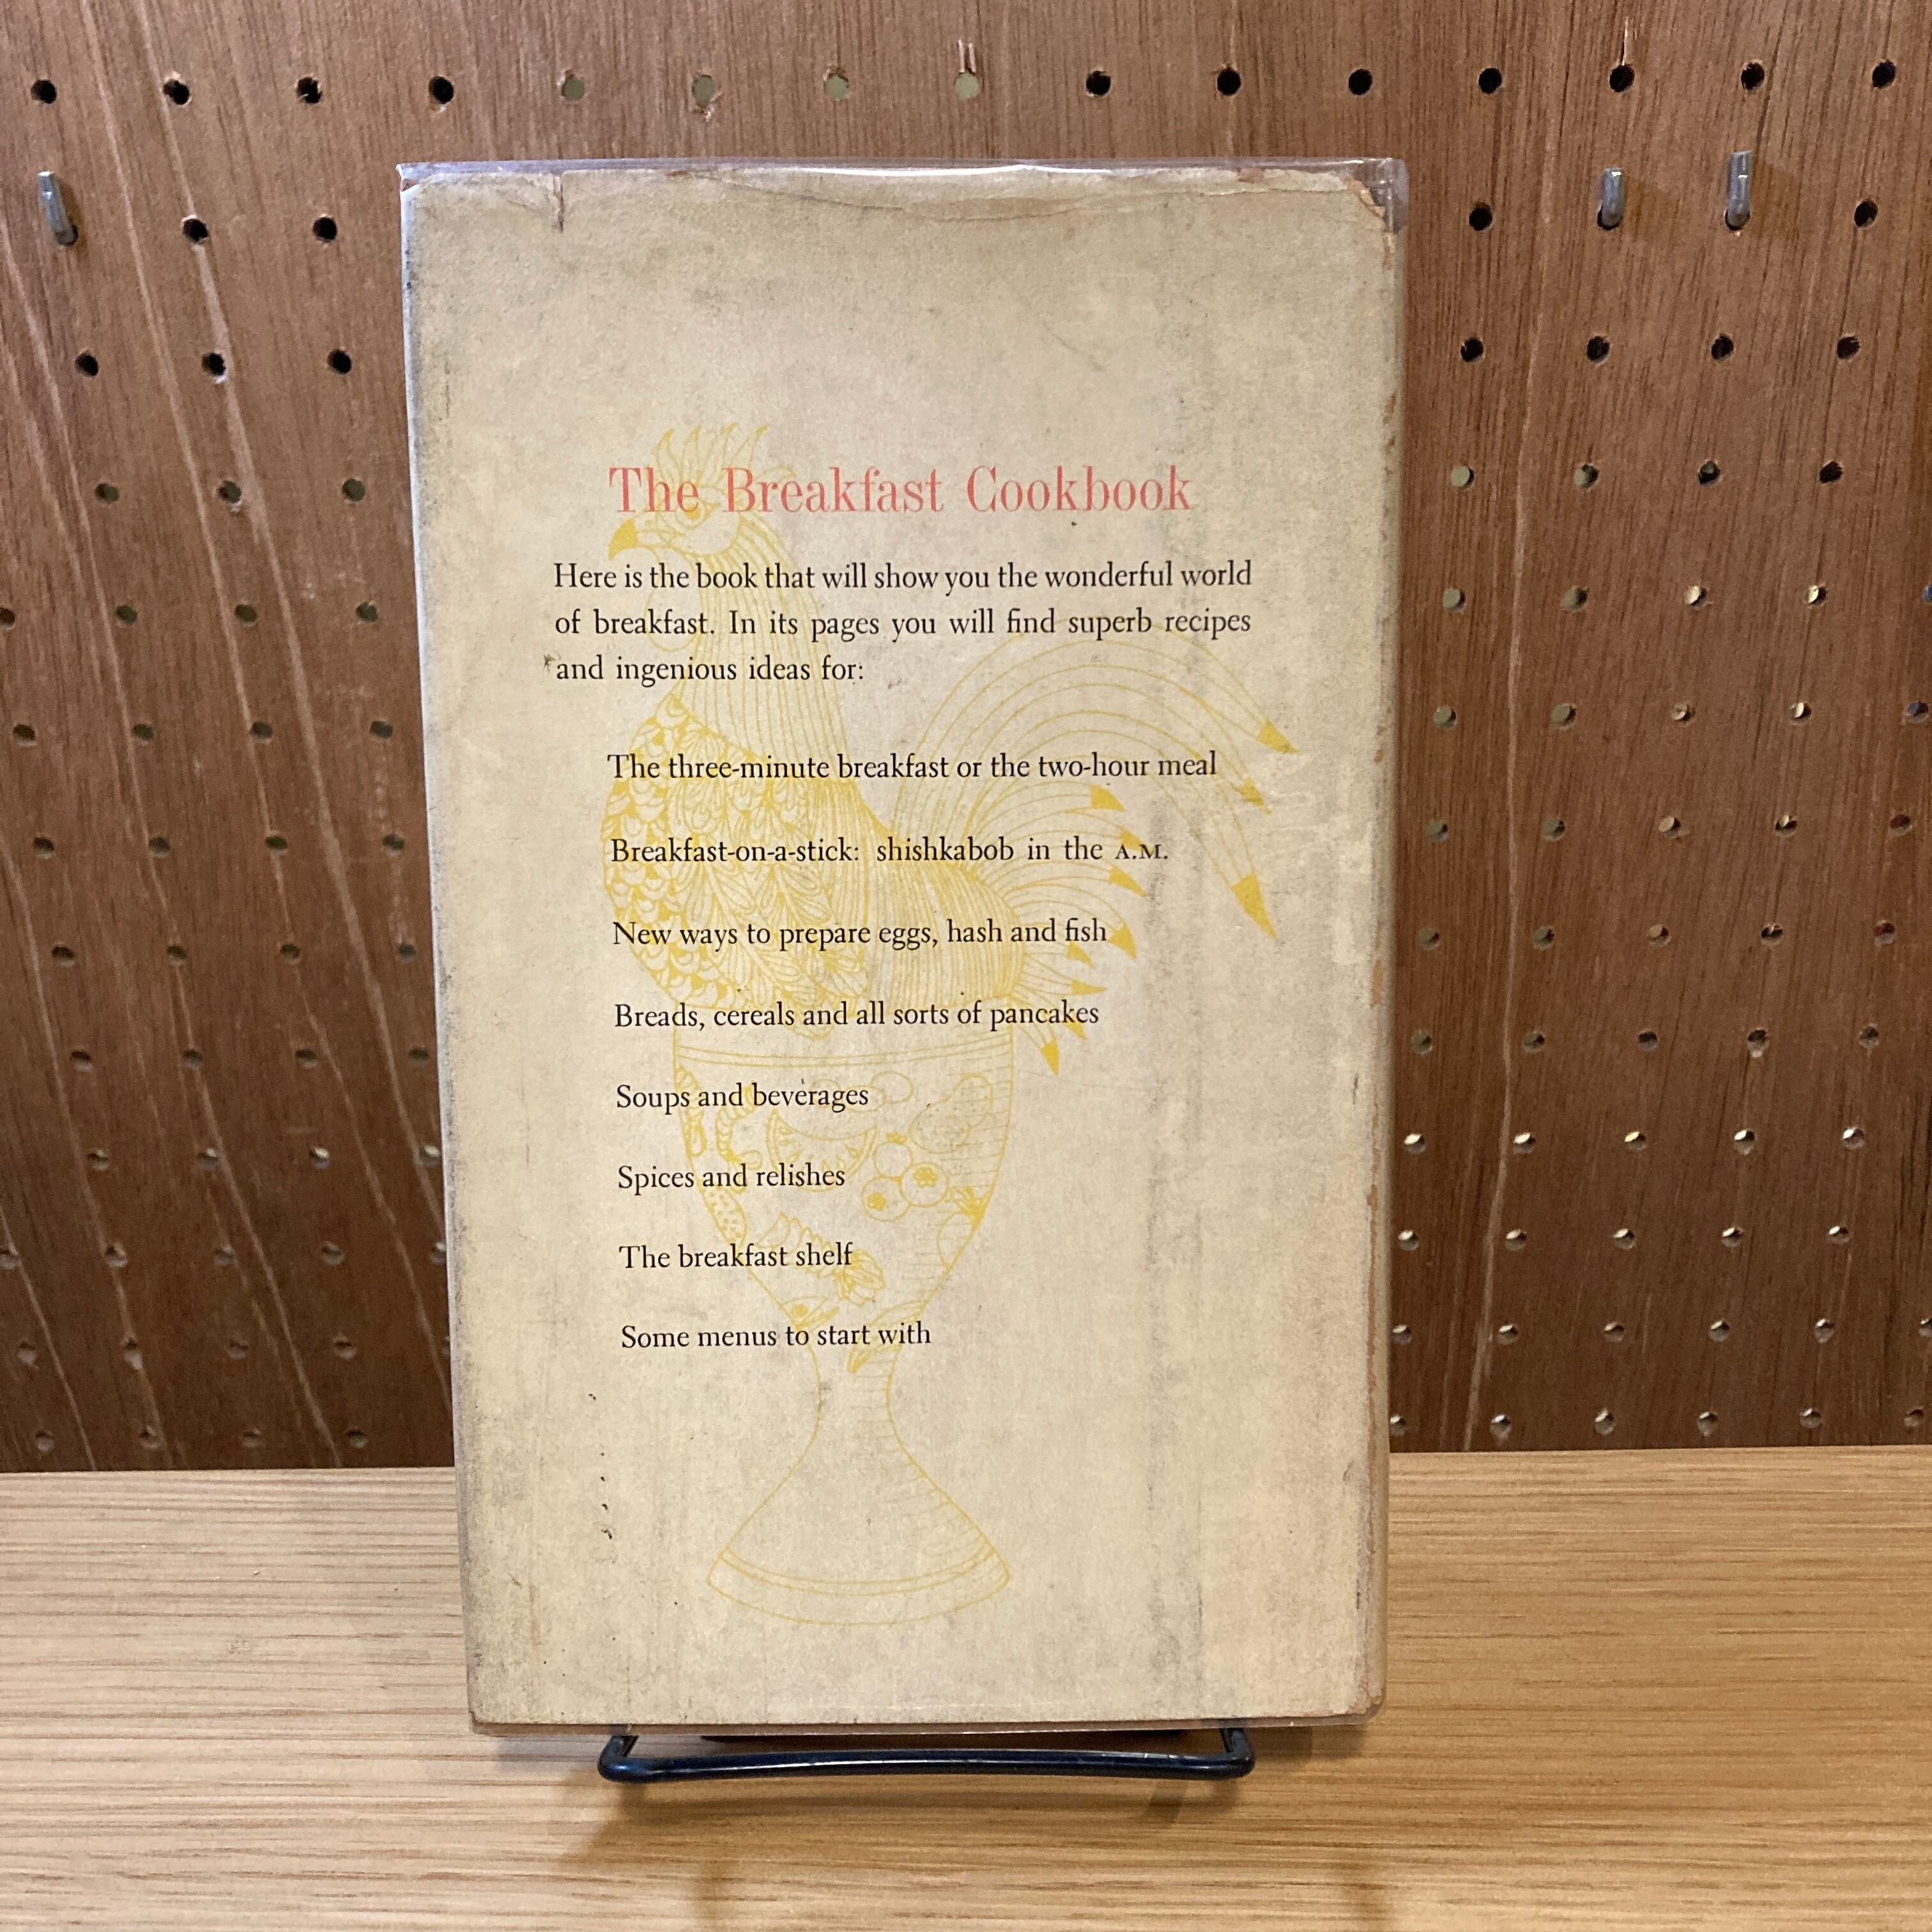 The Breakfast Cookbook
Here is the book that will show you the wonderful world
of breakfast. In its pages you will find superb recipes
and ingenious ideas for:
The three-minute breakfast or the two-hour meal
Breakfast-on-a-stick: shishkabob in the A.M.
New ways to prepare eggs, hash and fish
Breads, cereals and all sorts of pancakes
Soups and beverages
Spices and relishes
The breakfast shelf
Some menus to start with